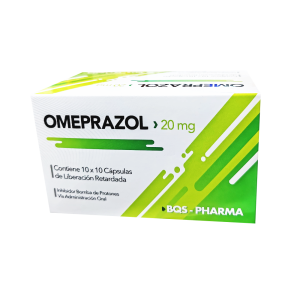 OMEPRAZOL
OMEPRAZOL › 20 mg
Contiene 10 x 10 Cápsulas
de Liberación Retardada
Inhibidor Bomba de Protones
Vía Administración Oral
BQS - PHARMA